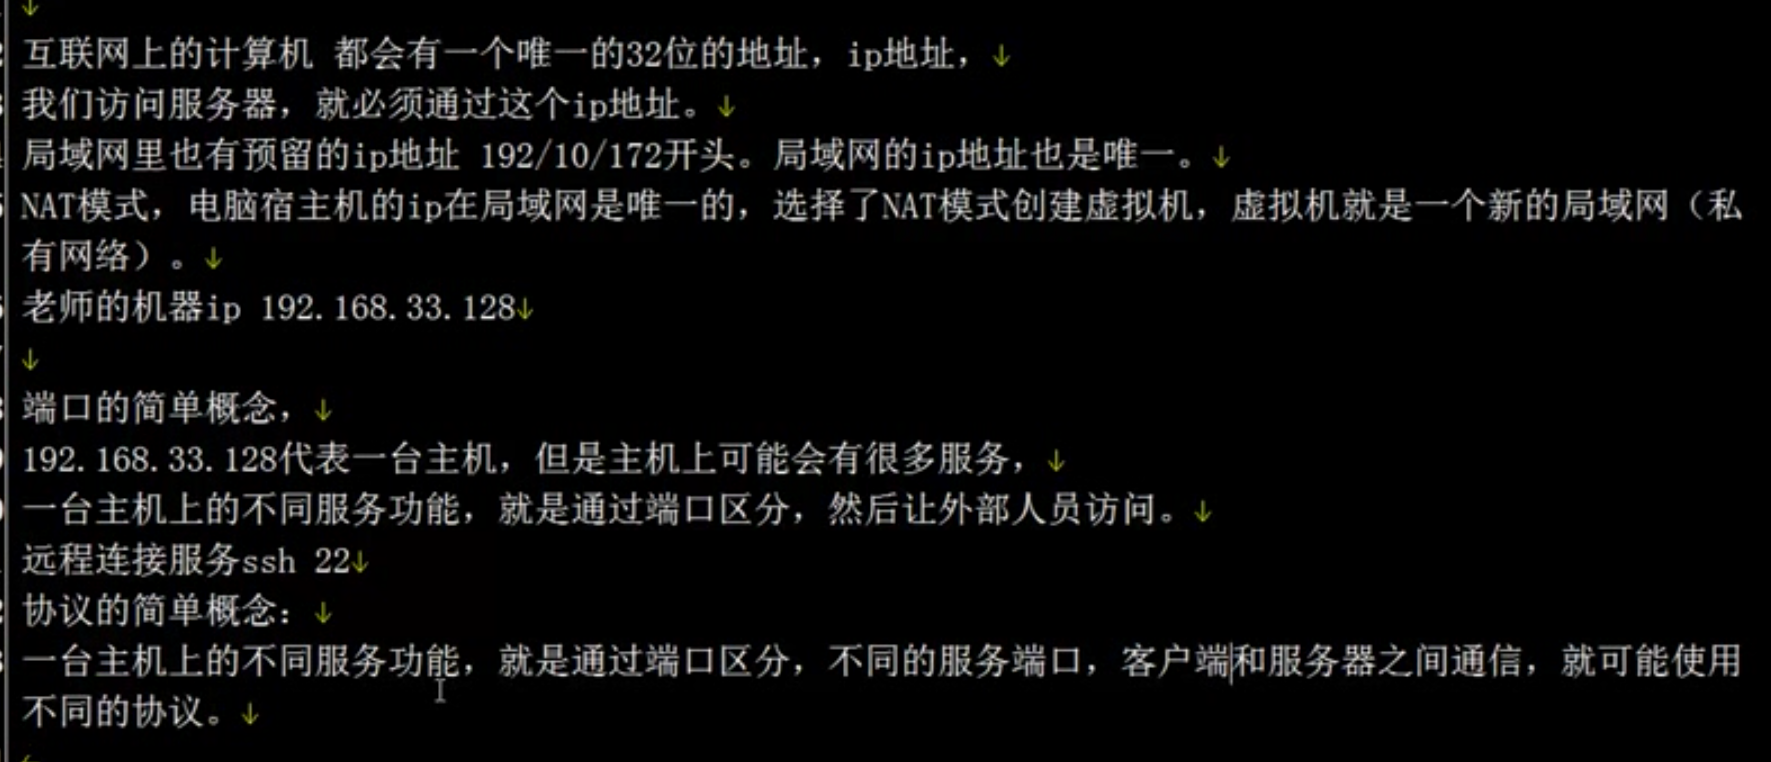 互联网上的计算机 都会有一个唯一的32位的地址，ip地址，↓
我们访问服务器，就必须通过这个ip地址。↓
局域网里也有预留的ip地址 192/10/172开头。局域网的ip地址也是唯一。↓
NAT模式，电脑宿主机的ip在局域网是唯一的，选择了NAT模式创建虚拟机，虚拟机就是一个新的局域网（私
有网络）。↓
老师的机器ip 192.168.33.128↓
↓
端口的简单概念，↓
192.168.33.128代表一台主机，但是主机上可能会有很多服务，↓
一台主机上的不同服务功能，就是通过端口区分，然后让外部人员访问。↓
远程连接服务ssh 22↓
协议的简单概念：↓
一台主机上的不同服务功能，就是通过端口区分，不同的服务端口，客户端和服务器之间通信，就可能使用
不同的协议。↓